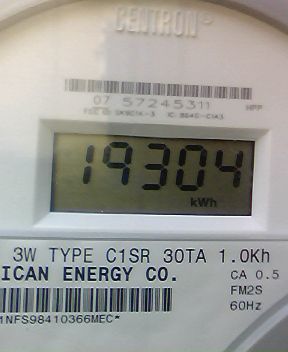 CENTRON®
07 57245311 HPP
19304
kWh
3W TYPE C1SR 30TA 1.0Kh
ICAN ENERGY CO.
CA 0.5
FM2S
60Hz
1NFS98410366MEC*